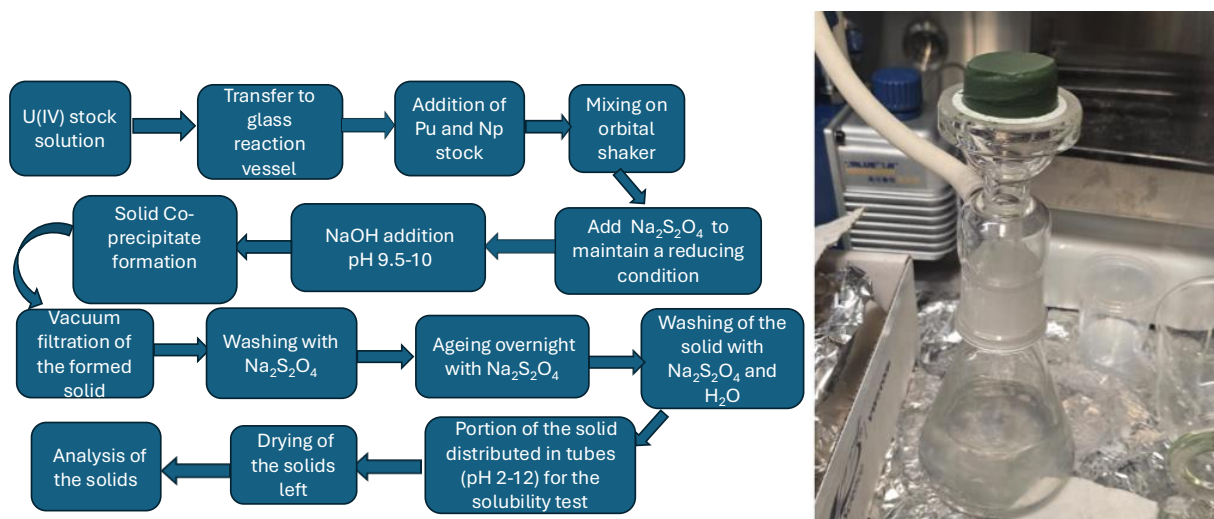 U(IV) stock
solution
Transfer to
glass
reaction
vessel
Addition of
Pu and Np
stock
Mixing on
orbital
shaker
Add Na₂S₂O₄ to
maintain a reducing
condition
NaOH addition
pH 9.5-10
Solid Co-
precipitate
formation
Vacuum
filtration of
the formed
solid
Washing with
Na₂S₂O₄
Ageing overnight
with Na₂S₂O₄
Washing of the
solid with
Na₂S₂O₄ and
H₂O
Portion of the solid
distributed in tubes
(pH 2-12) for the
solubility test
Drying of
the solids
left
Analysis of
the solids